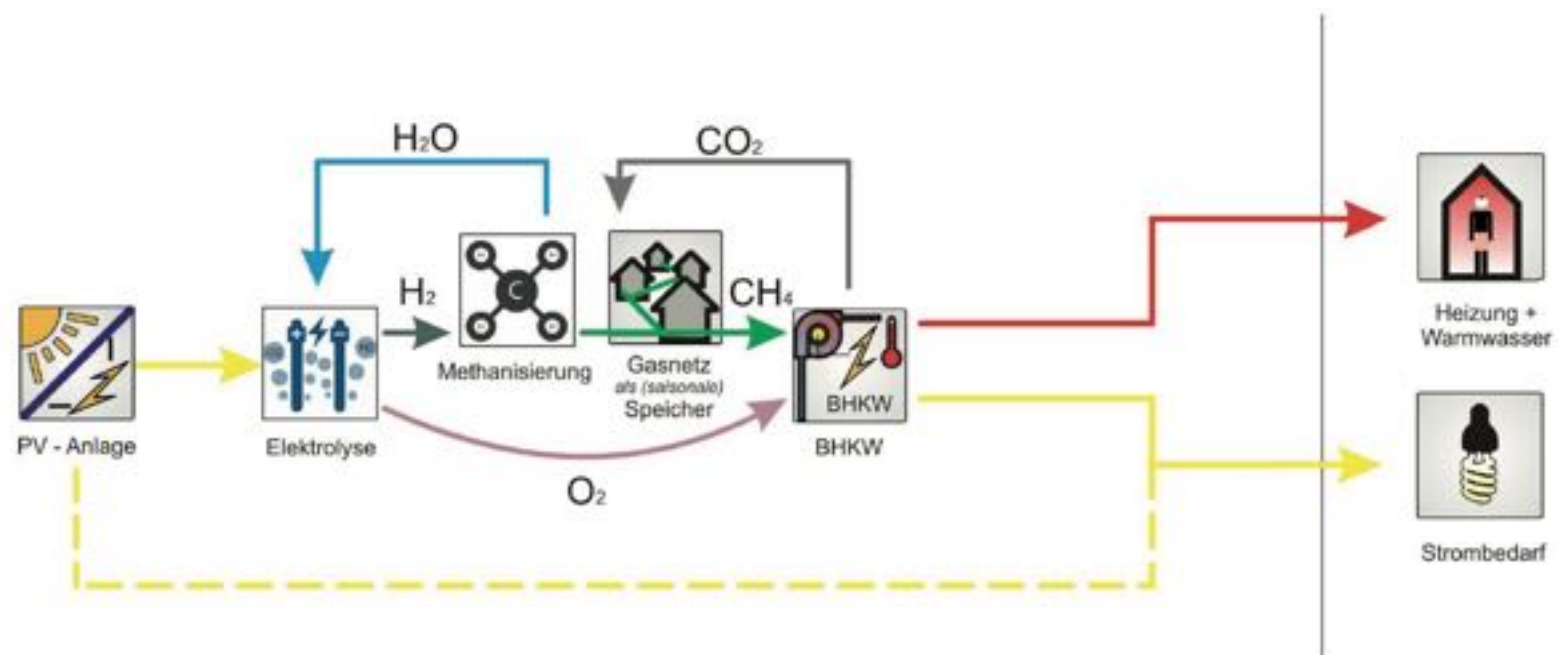 H₂O
CO₂
H₂
CH₄
C
Methanisierung
Gasnetz
als (saisonale)
Speicher
BHKW
PV - Anlage
Elektrolyse
BHKW
O₂
Heizung +
Warmwasser
Strombedarf